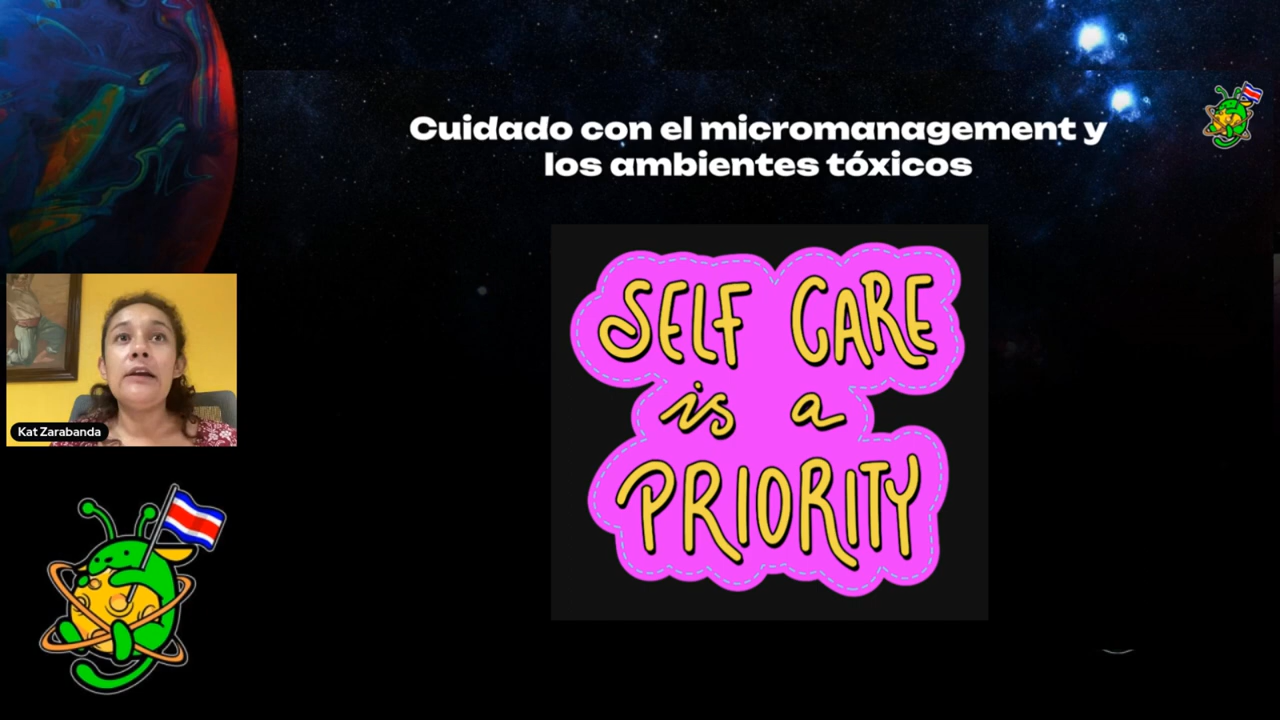 Cuidado con el micromanagement y
los ambientes tóxicos
SELF CARE
is a
PRIORITY
Kat Zarabanda